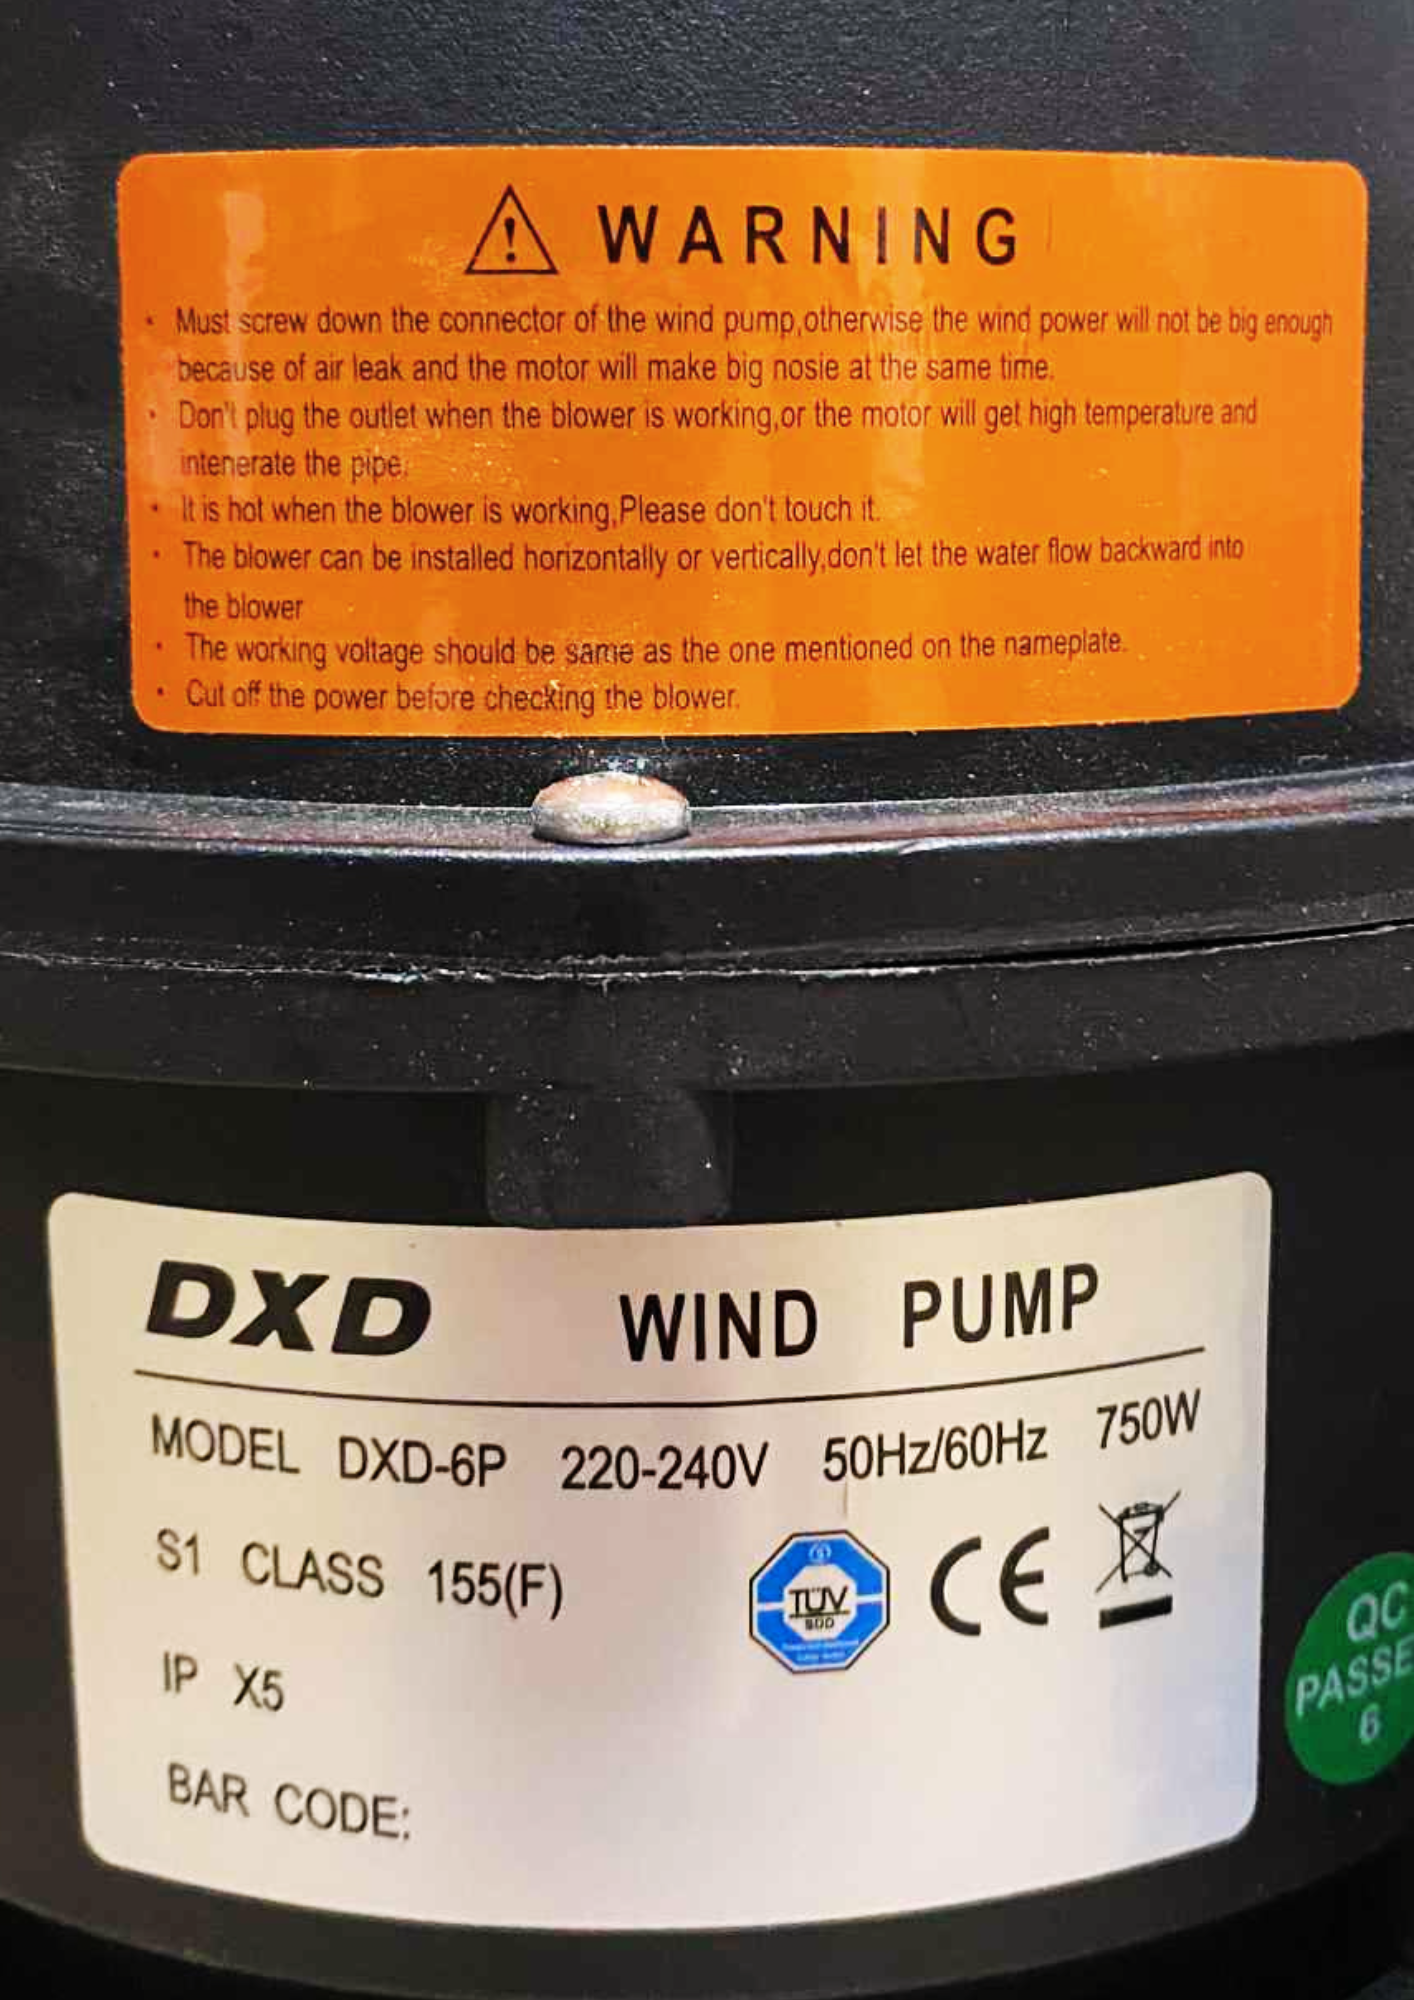 WARNING
· Must screw down the connector of the wind pump,otherwise the wind power will not be big enough
because of air leak and the motor will make big nosie at the same time.
· Don't plug the outlet when the blower is working,or the motor will get high temperature and
intenerate the pipe.
· It is hot when the blower is working,Please don't touch it.
· The blower can be installed horizontally or vertically,don't let the water flow backward into
the blower
· The working voltage should be same as the one mentioned on the nameplate.
· Cut off the power before checking the blower.
DXD WIND PUMP
MODEL DXD-6P 220-240V 50Hz/60Hz 750W
S1 CLASS 155(F)
TÜV
SÜD
CE
IP X5
BAR CODE:
QC
PASSE
6